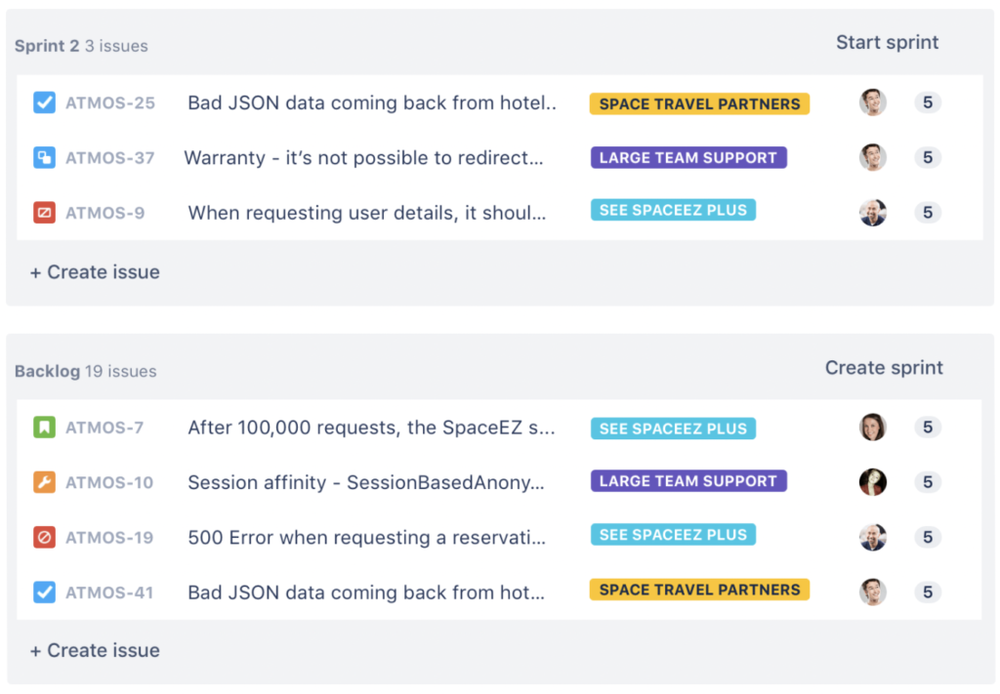 Sprint 2 3 issues Start sprint
ATMOS-25 Bad JSON data coming back from hotel.. SPACE TRAVEL PARTNERS 5
ATMOS-37 Warranty - it’s not possible to redirect... LARGE TEAM SUPPORT 5
ATMOS-9 When requesting user details, it shoul... SEE SPACEEZ PLUS 5
+ Create issue
Backlog 19 issues Create sprint
ATMOS-7 After 100,000 requests, the SpaceEZ s... SEE SPACEEZ PLUS 5
ATMOS-10 Session affinity - SessionBasedAnony... LARGE TEAM SUPPORT 5
ATMOS-19 500 Error when requesting a reservati... SEE SPACEEZ PLUS 5
ATMOS-41 Bad JSON data coming back from hot... SPACE TRAVEL PARTNERS 5
+ Create issue